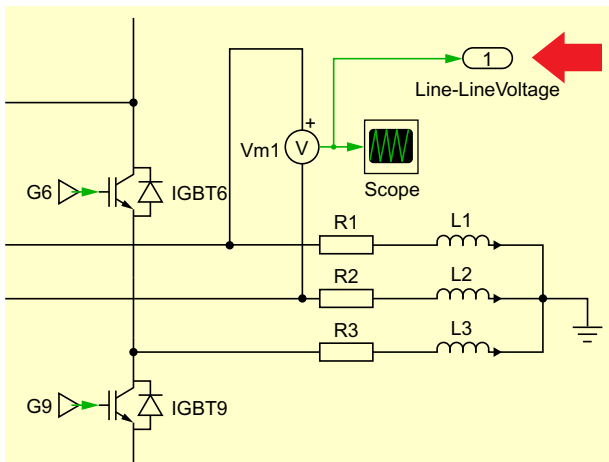 1
Line-LineVoltage
+
Vm1
V
Scope
G6
IGBT6
R1
L1
R2
L2
R3
L3
G9
IGBT9